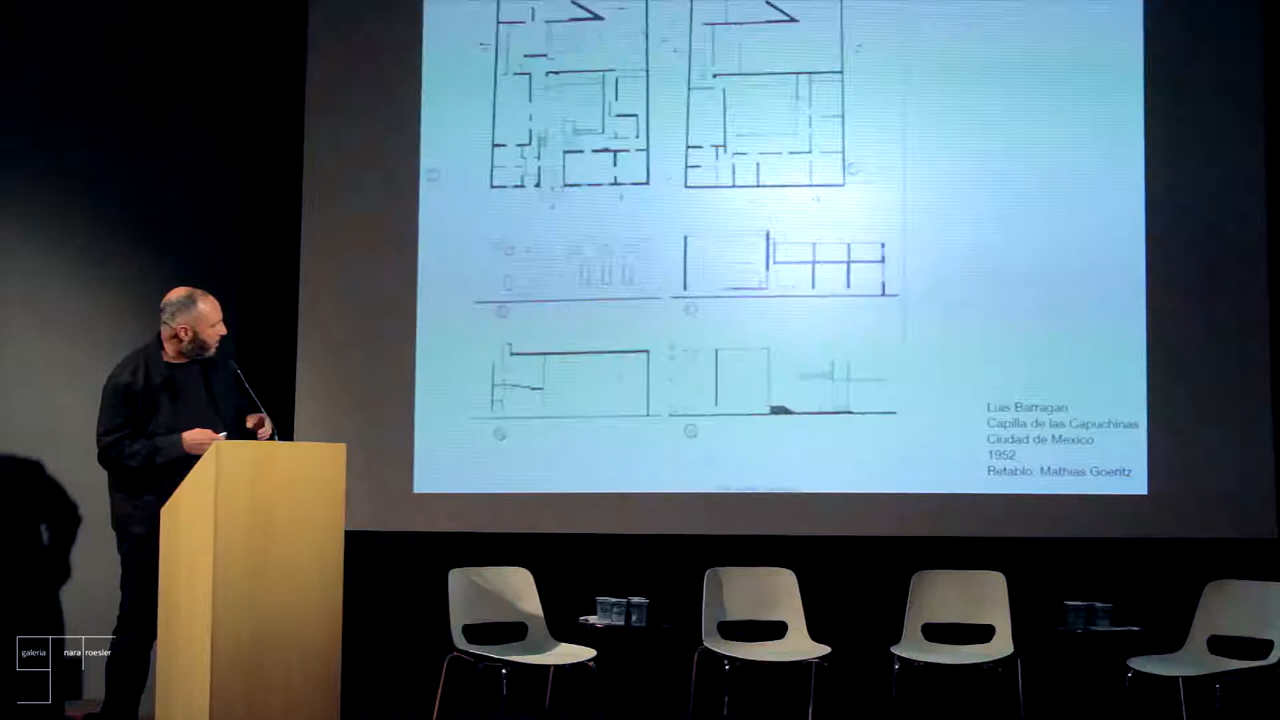 Luis Barragan
Capilla de las Capuchinas
Ciudad de Mexico
1952
Retablo: Mathias Goeritz
galeria nara roesler